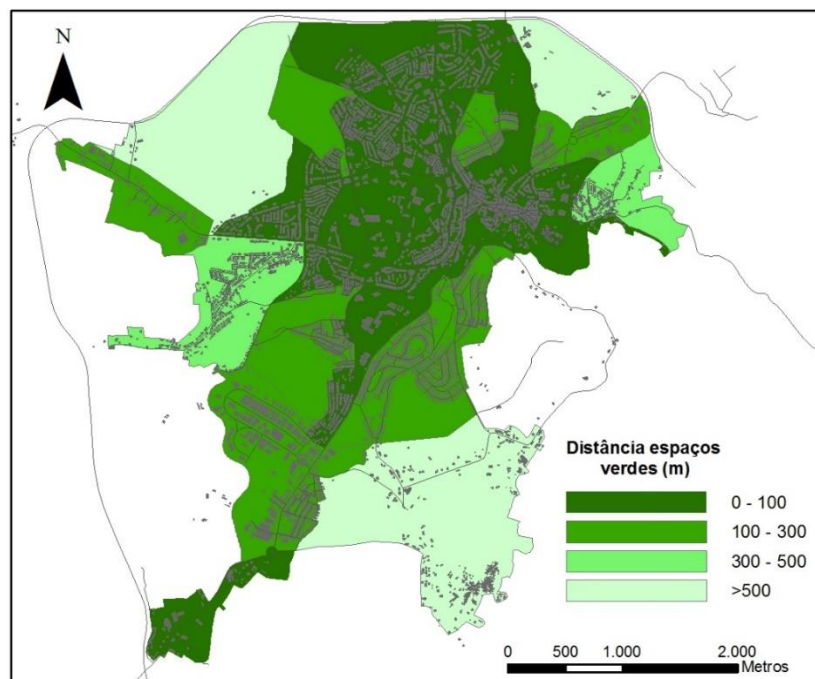 N
Distância espaços
verdes (m)
0 - 100
100 - 300
300 - 500
>500
0 500 1.000 2.000
Metros